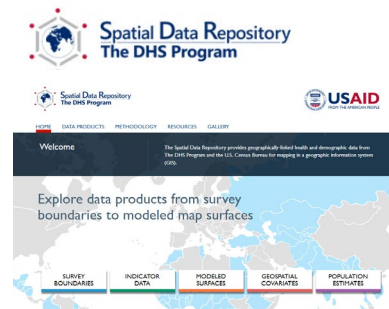 Spatial Data Repository
The DHS Program
Spatial Data Repository
The DHS Program
USAID
FROM THE AMERICAN PEOPLE
HOME DATA PRODUCTS METHODOLOGY RESOURCES GALLERY
Welcome
The Spatial Data Repository provides geographically-linked health and demographic data from
The DHS Program and the U.S. Census Bureau for mapping in a geographic information system
(GIS).
Explore data products from survey
boundaries to modeled map surfaces
SURVEY
BOUNDARIES
INDICATOR
DATA
MODELED
SURFACES
GEOSPATIAL
COVARIATES
POPULATION
ESTIMATES